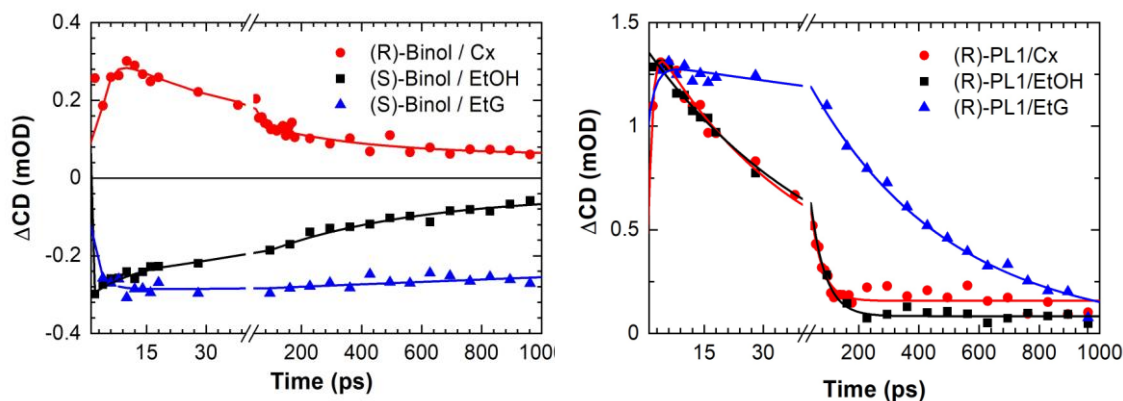 0.4
(R)-Binol / Cx
(S)-Binol / EtOH
(S)-Binol / EtG
0.2
0
-0.2
-0.4
ΔCD (mOD)
15 30 200 400 600 800 100
Time (ps)
1.5
(R)-PL1/Cx
(R)-PL1/EtOH
(R)-PL1/EtG
1
0.5
0
ΔCD (mOD)
15 30 200 400 600 800 1000
Time (ps)